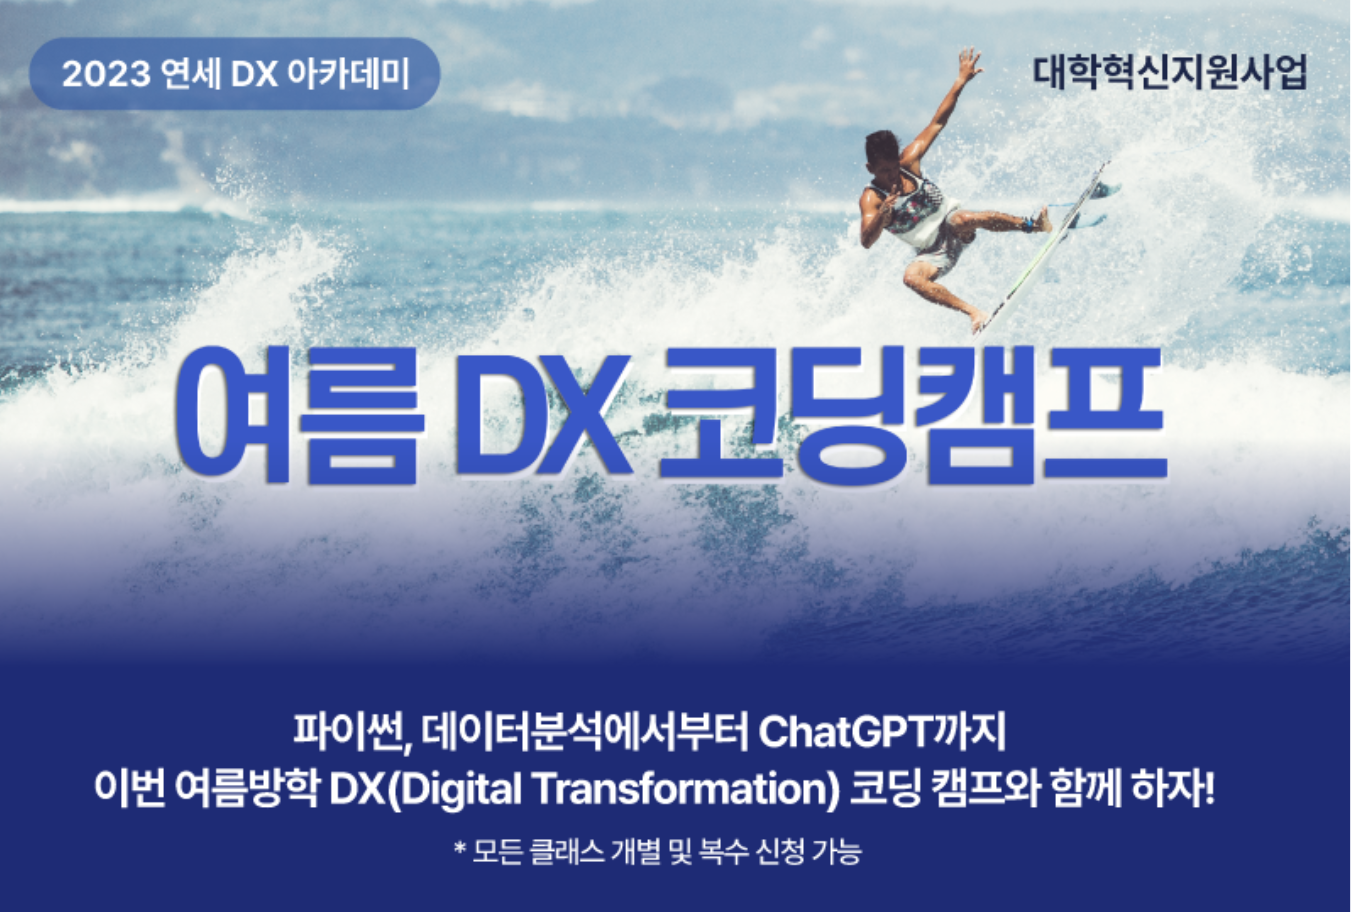 2023 연세 DX 아카데미
대학혁신지원사업
여름 DX 코딩캠프
파이썬, 데이터분석에서부터 ChatGPT까지
이번 여름방학 DX(Digital Transformation) 코딩 캠프와 함께 하자!
* 모든 클래스 개별 및 복수 신청 가능